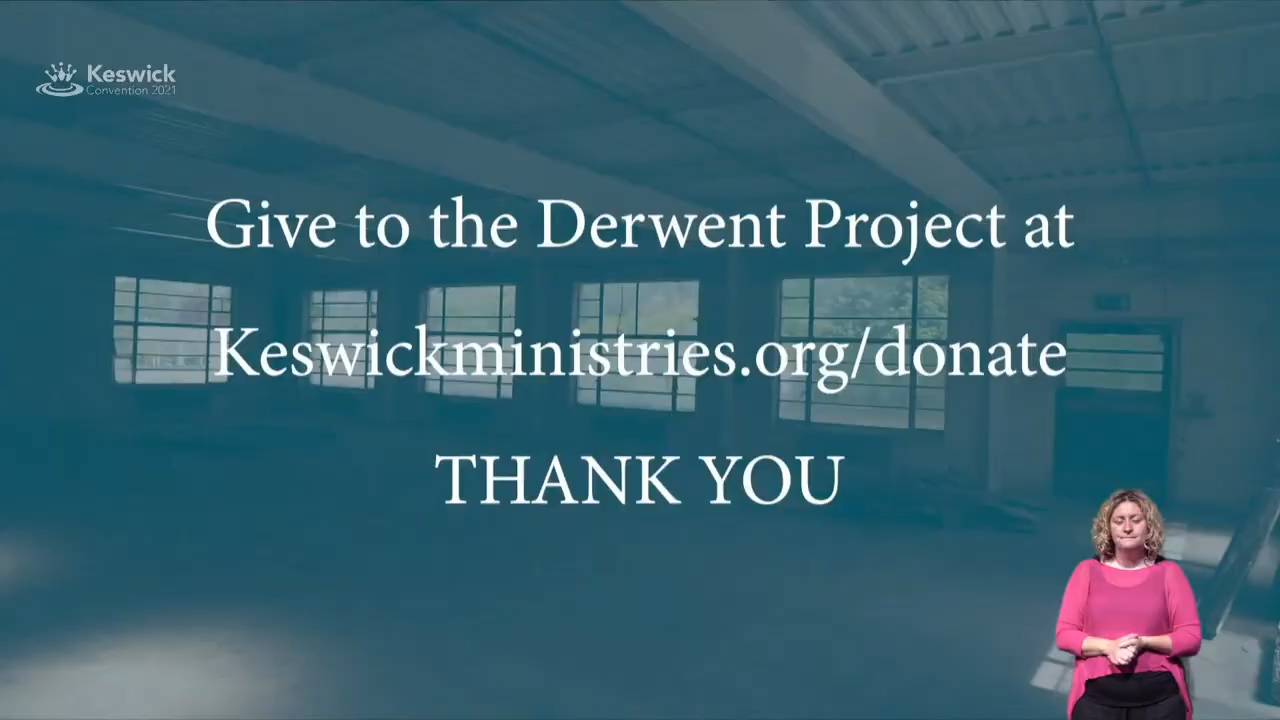 Keswick
Convention 2021
Give to the Derwent Project at
Keswickministries.org/donate
THANK YOU